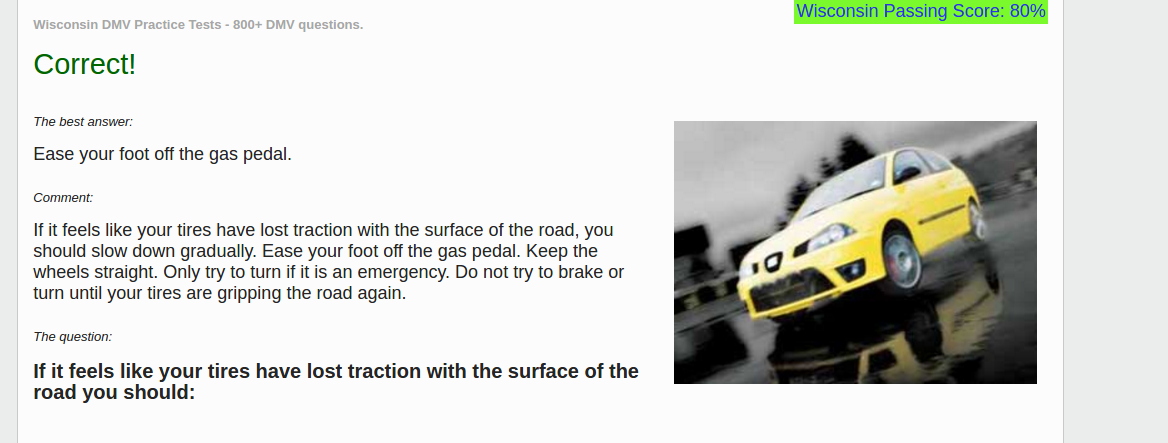 Wisconsin Passing Score: 80%
Wisconsin DMV Practice Tests - 800+ DMV questions.
Correct!
The best answer:
Ease your foot off the gas pedal.
Comment:
If it feels like your tires have lost traction with the surface of the road, you
should slow down gradually. Ease your foot off the gas pedal. Keep the
wheels straight. Only try to turn if it is an emergency. Do not try to brake or
turn until your tires are gripping the road again.
The question:
If it feels like your tires have lost traction with the surface of the
road you should: